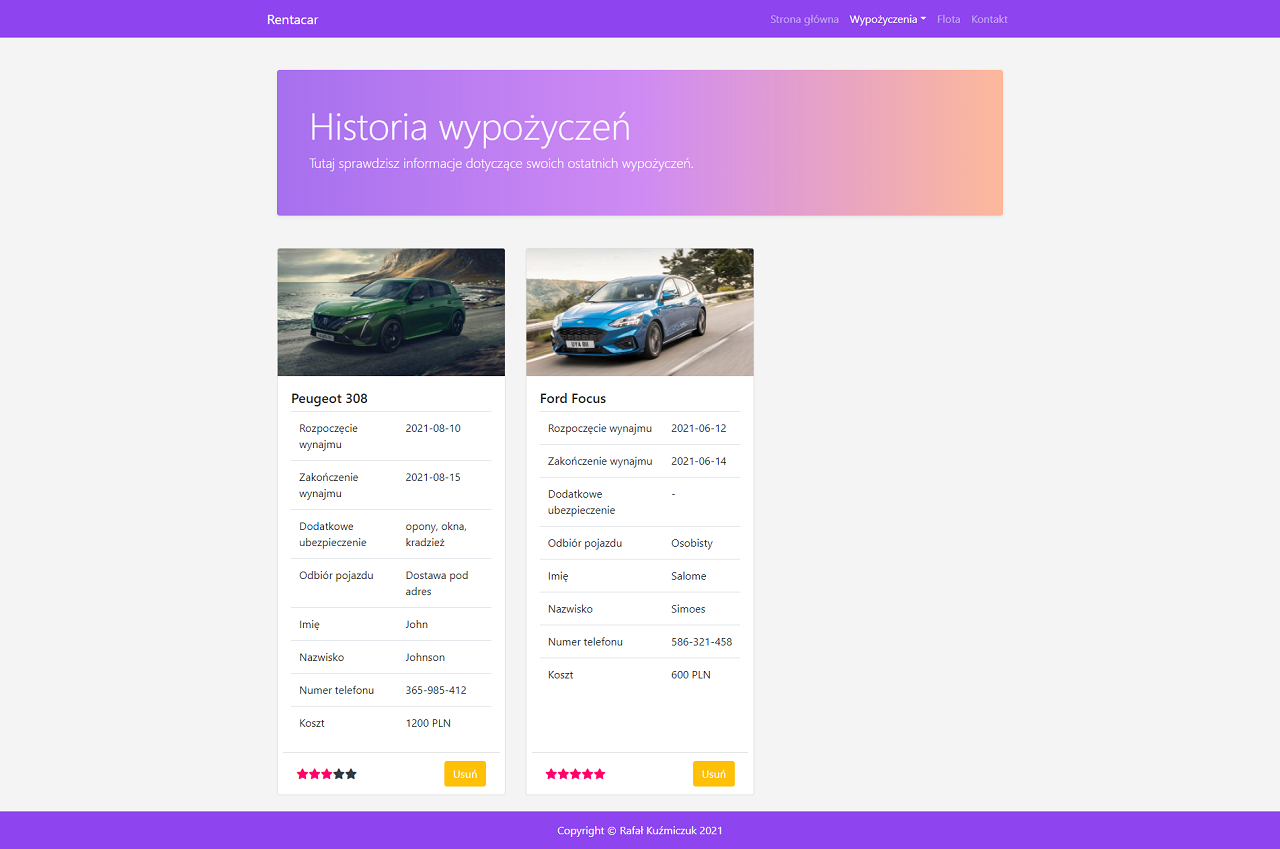 Rentacar
Strona główna Wypożyczenia Flota Kontakt
Historia wypożyczeń
Tutaj sprawdzisz informacje dotyczące swoich ostatnich wypożyczeń.
Peugeot 308
Rozpoczęcie wynajmu 2021-08-10
Zakończenie wynajmu 2021-08-15
Dodatkowe ubezpieczenie opony, okna, kradzież
Odbiór pojazdu Dostawa pod adres
Imię John
Nazwisko Johnson
Numer telefonu 365-985-412
Koszt 1200 PLN
Usuń
Ford Focus
Rozpoczęcie wynajmu 2021-06-12
Zakończenie wynajmu 2021-06-14
Dodatkowe ubezpieczenie -
Odbiór pojazdu Osobisty
Imię Salome
Nazwisko Simoes
Numer telefonu 586-321-458
Koszt 600 PLN
Usuń
Copyright © Rafał Kuźmiczuk 2021